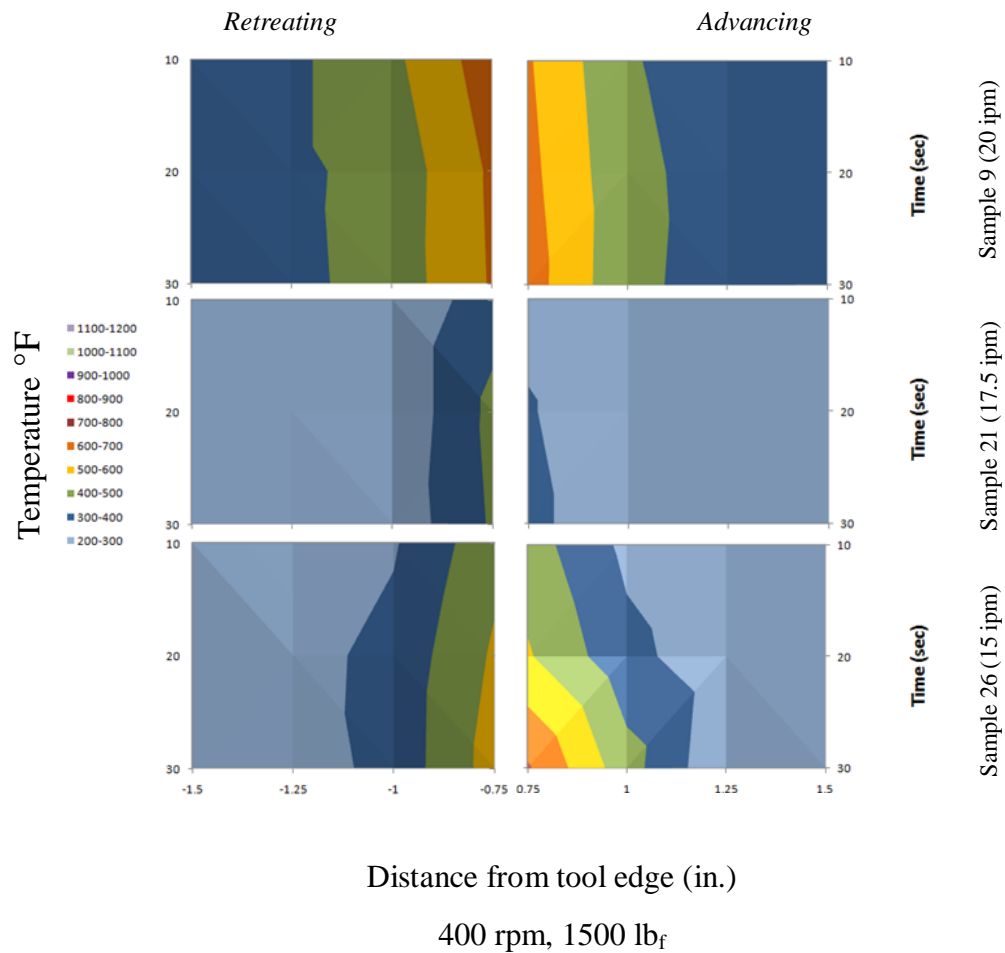 Retreating
Advancing
10
20
30
10
20
30
Time (sec)
Sample 9 (20 ipm)
10
20
30
10
20
30
Time (sec)
Sample 21 (17.5 ipm)
Temperature °F
1100-1200
1000-1100
900-1000
800-900
700-800
600-700
500-600
400-500
300-400
200-300
10
20
30
10
20
30
Time (sec)
Sample 26 (15 ipm)
-1.5 -1.25 -1 -0.75
0.75 1 1.25 1.5
Distance from tool edge (in.)
400 rpm, 1500 lbf